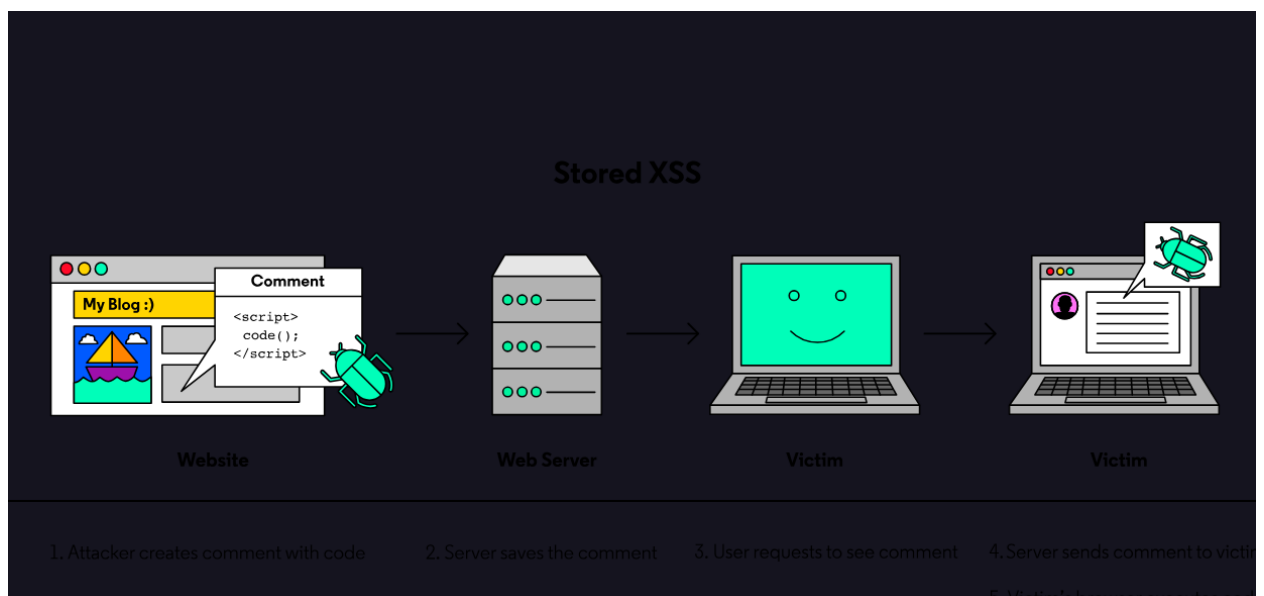 Stored XSS
My Blog :)
Comment
<script>
code();
</script>
Website
Web Server
Victim
Victim
1. Attacker creates comment with code
2. Server saves the comment
3. User requests to see comment
4. Server sends comment to